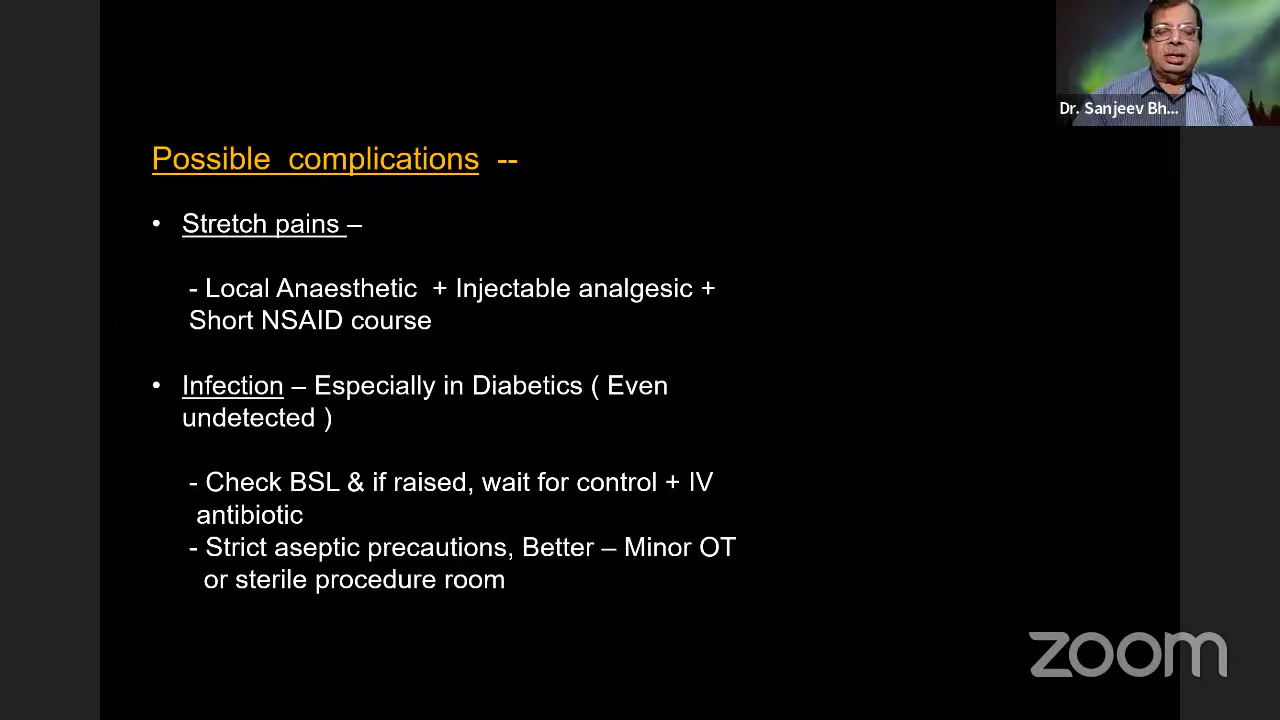 Dr. Sanjeev Bh...
Possible complications --
• Stretch pains –
- Local Anaesthetic + Injectable analgesic +
Short NSAID course
• Infection – Especially in Diabetics ( Even
undetected )
- Check BSL & if raised, wait for control + IV
antibiotic
- Strict aseptic precautions, Better – Minor OT
or sterile procedure room
zoom